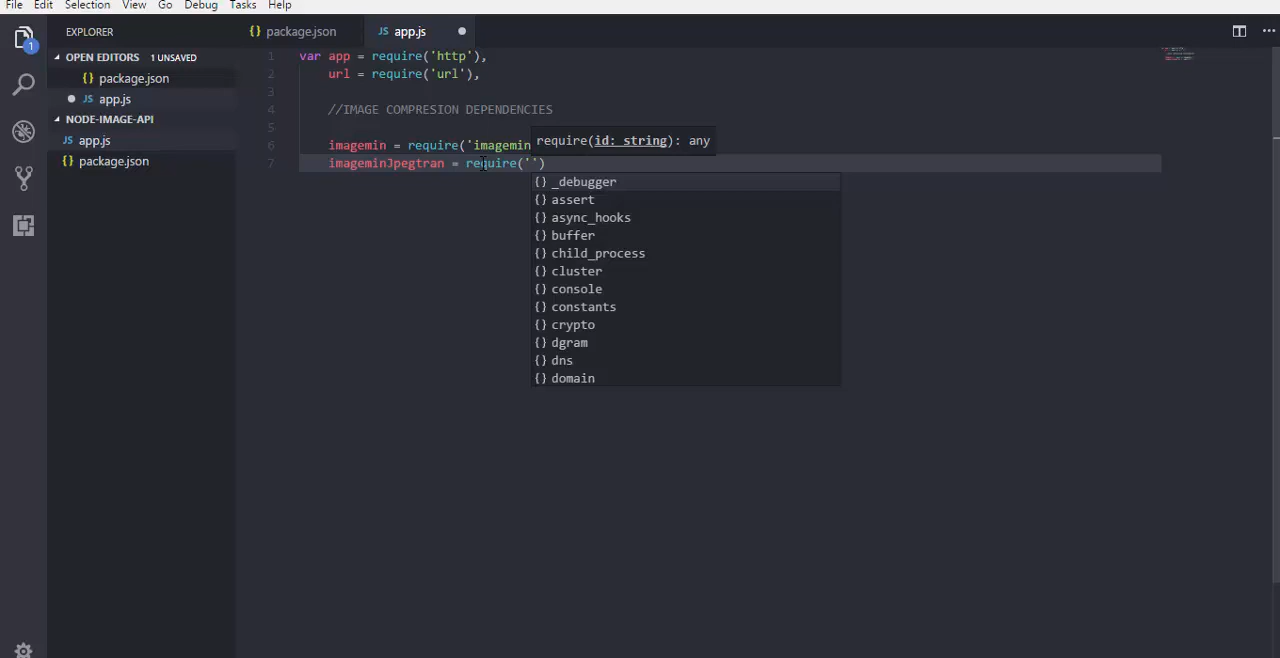 File Edit Selection View Go Debug Tasks Help
EXPLORER
{} package.json
JS app.js
OPEN EDITORS 1 UNSAVED
{} package.json
JS app.js
NODE-IMAGE-API
JS app.js
{} package.json
1
1 var app = require('http'),
2 url = require('url'),
3
4 //IMAGE COMPRESION DEPENDENCIES
5
6 imagemin = require('imagemin
7 imageminJpegtran = require('')
require(id: string): any
{} _debugger
{} assert
{} async_hooks
{} buffer
{} child_process
{} cluster
{} console
{} constants
{} crypto
{} dgram
{} dns
{} domain